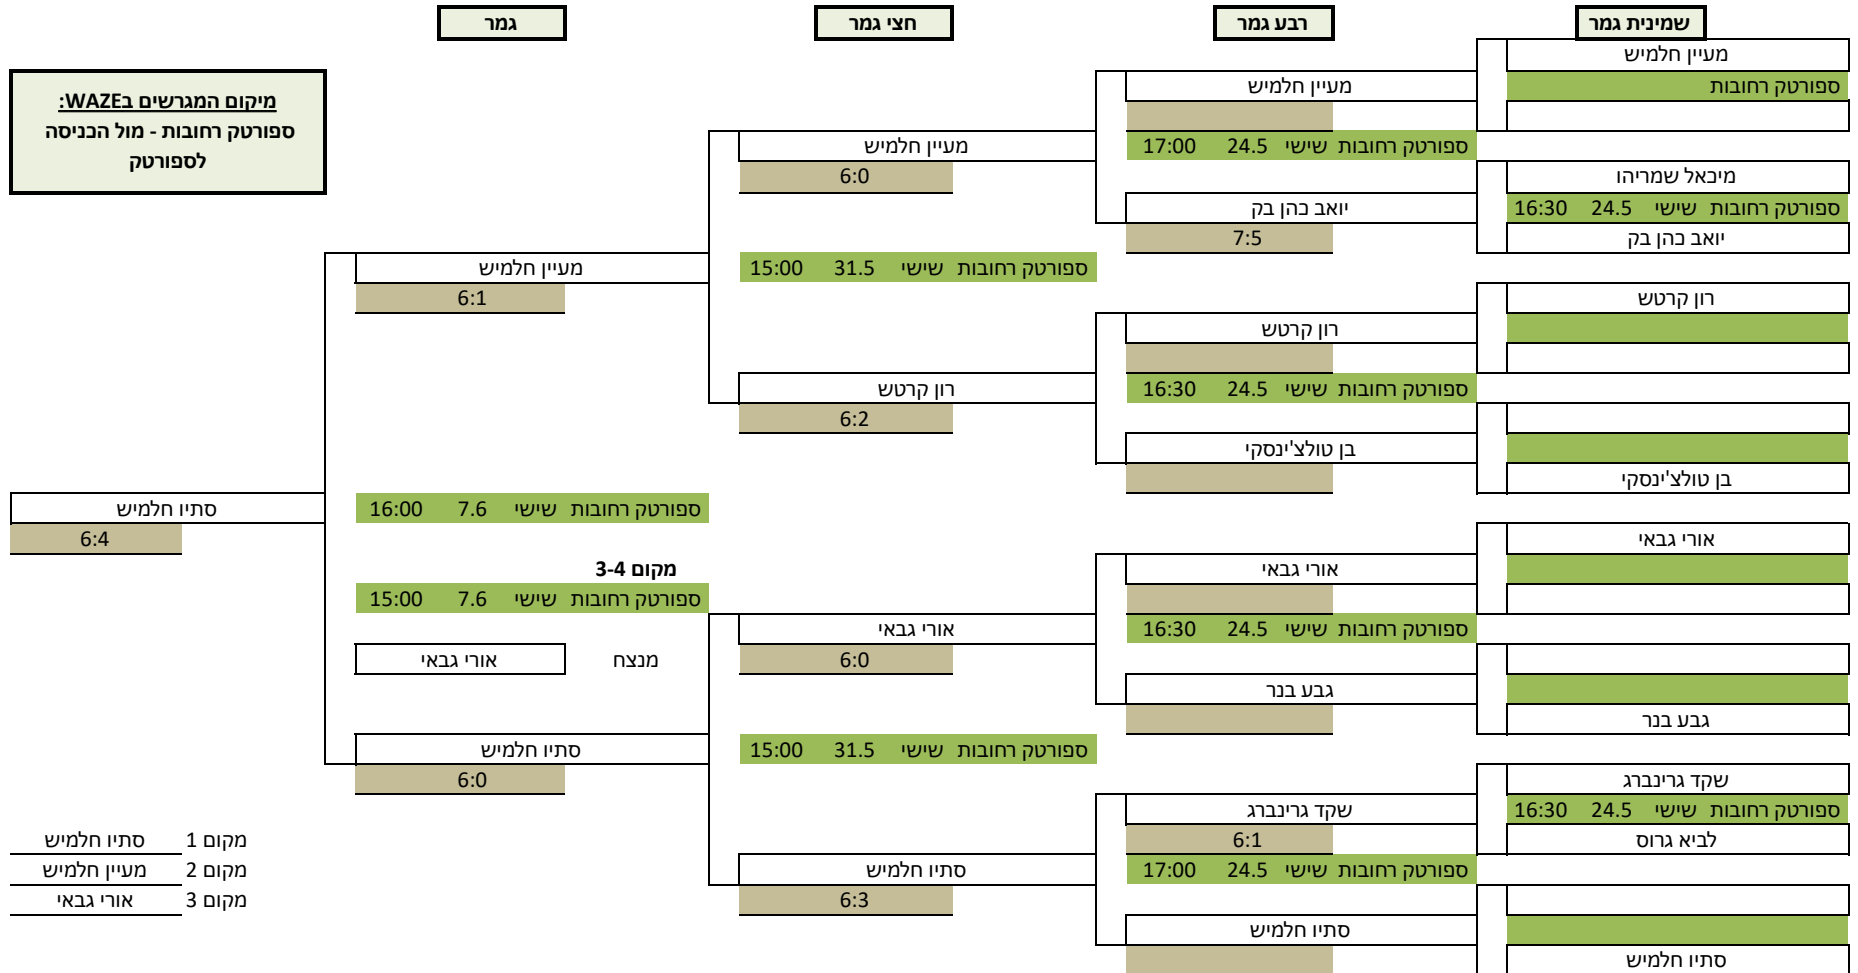 שמינית גמר
רבע גמר
חצי גמר
גמר
מיקום המגרשים בWAZE:
ספורטק רחובות - מול הכניסה
לספורטק
מעיין חלמיש
ספורטק רחובות
מיכאל שמריהו
ספורטק רחובות שישי 24.5 16:30
יואב כהן בק
רון קרטש
בן טולצ'ינסקי
אורי גבאי
גבע בנר
שקד גרינברג
ספורטק רחובות שישי 24.5 16:30
לביא גרוס
סתיו חלמיש
מעיין חלמיש
ספורטק רחובות שישי 24.5 17:00
יואב כהן בק
7:5
רון קרטש
ספורטק רחובות שישי 24.5 16:30
בן טולצ'ינסקי
אורי גבאי
ספורטק רחובות שישי 24.5 16:30
גבע בנר
שקד גרינברג
6:1
ספורטק רחובות שישי 24.5 17:00
סתיו חלמיש
מעיין חלמיש
6:0
ספורטק רחובות שישי 31.5 15:00
רון קרטש
6:2
אורי גבאי
6:0
ספורטק רחובות שישי 31.5 15:00
סתיו חלמיש
6:3
מעיין חלמיש
6:1
ספורטק רחובות שישי 7.6 16:00
מקום 3-4
ספורטק רחובות שישי 7.6 15:00
מנצח אורי גבאי
סתיו חלמיש
6:0
סתיו חלמיש
6:4
מקום 1 סתיו חלמיש
מקום 2 מעיין חלמיש
מקום 3 אורי גבאי